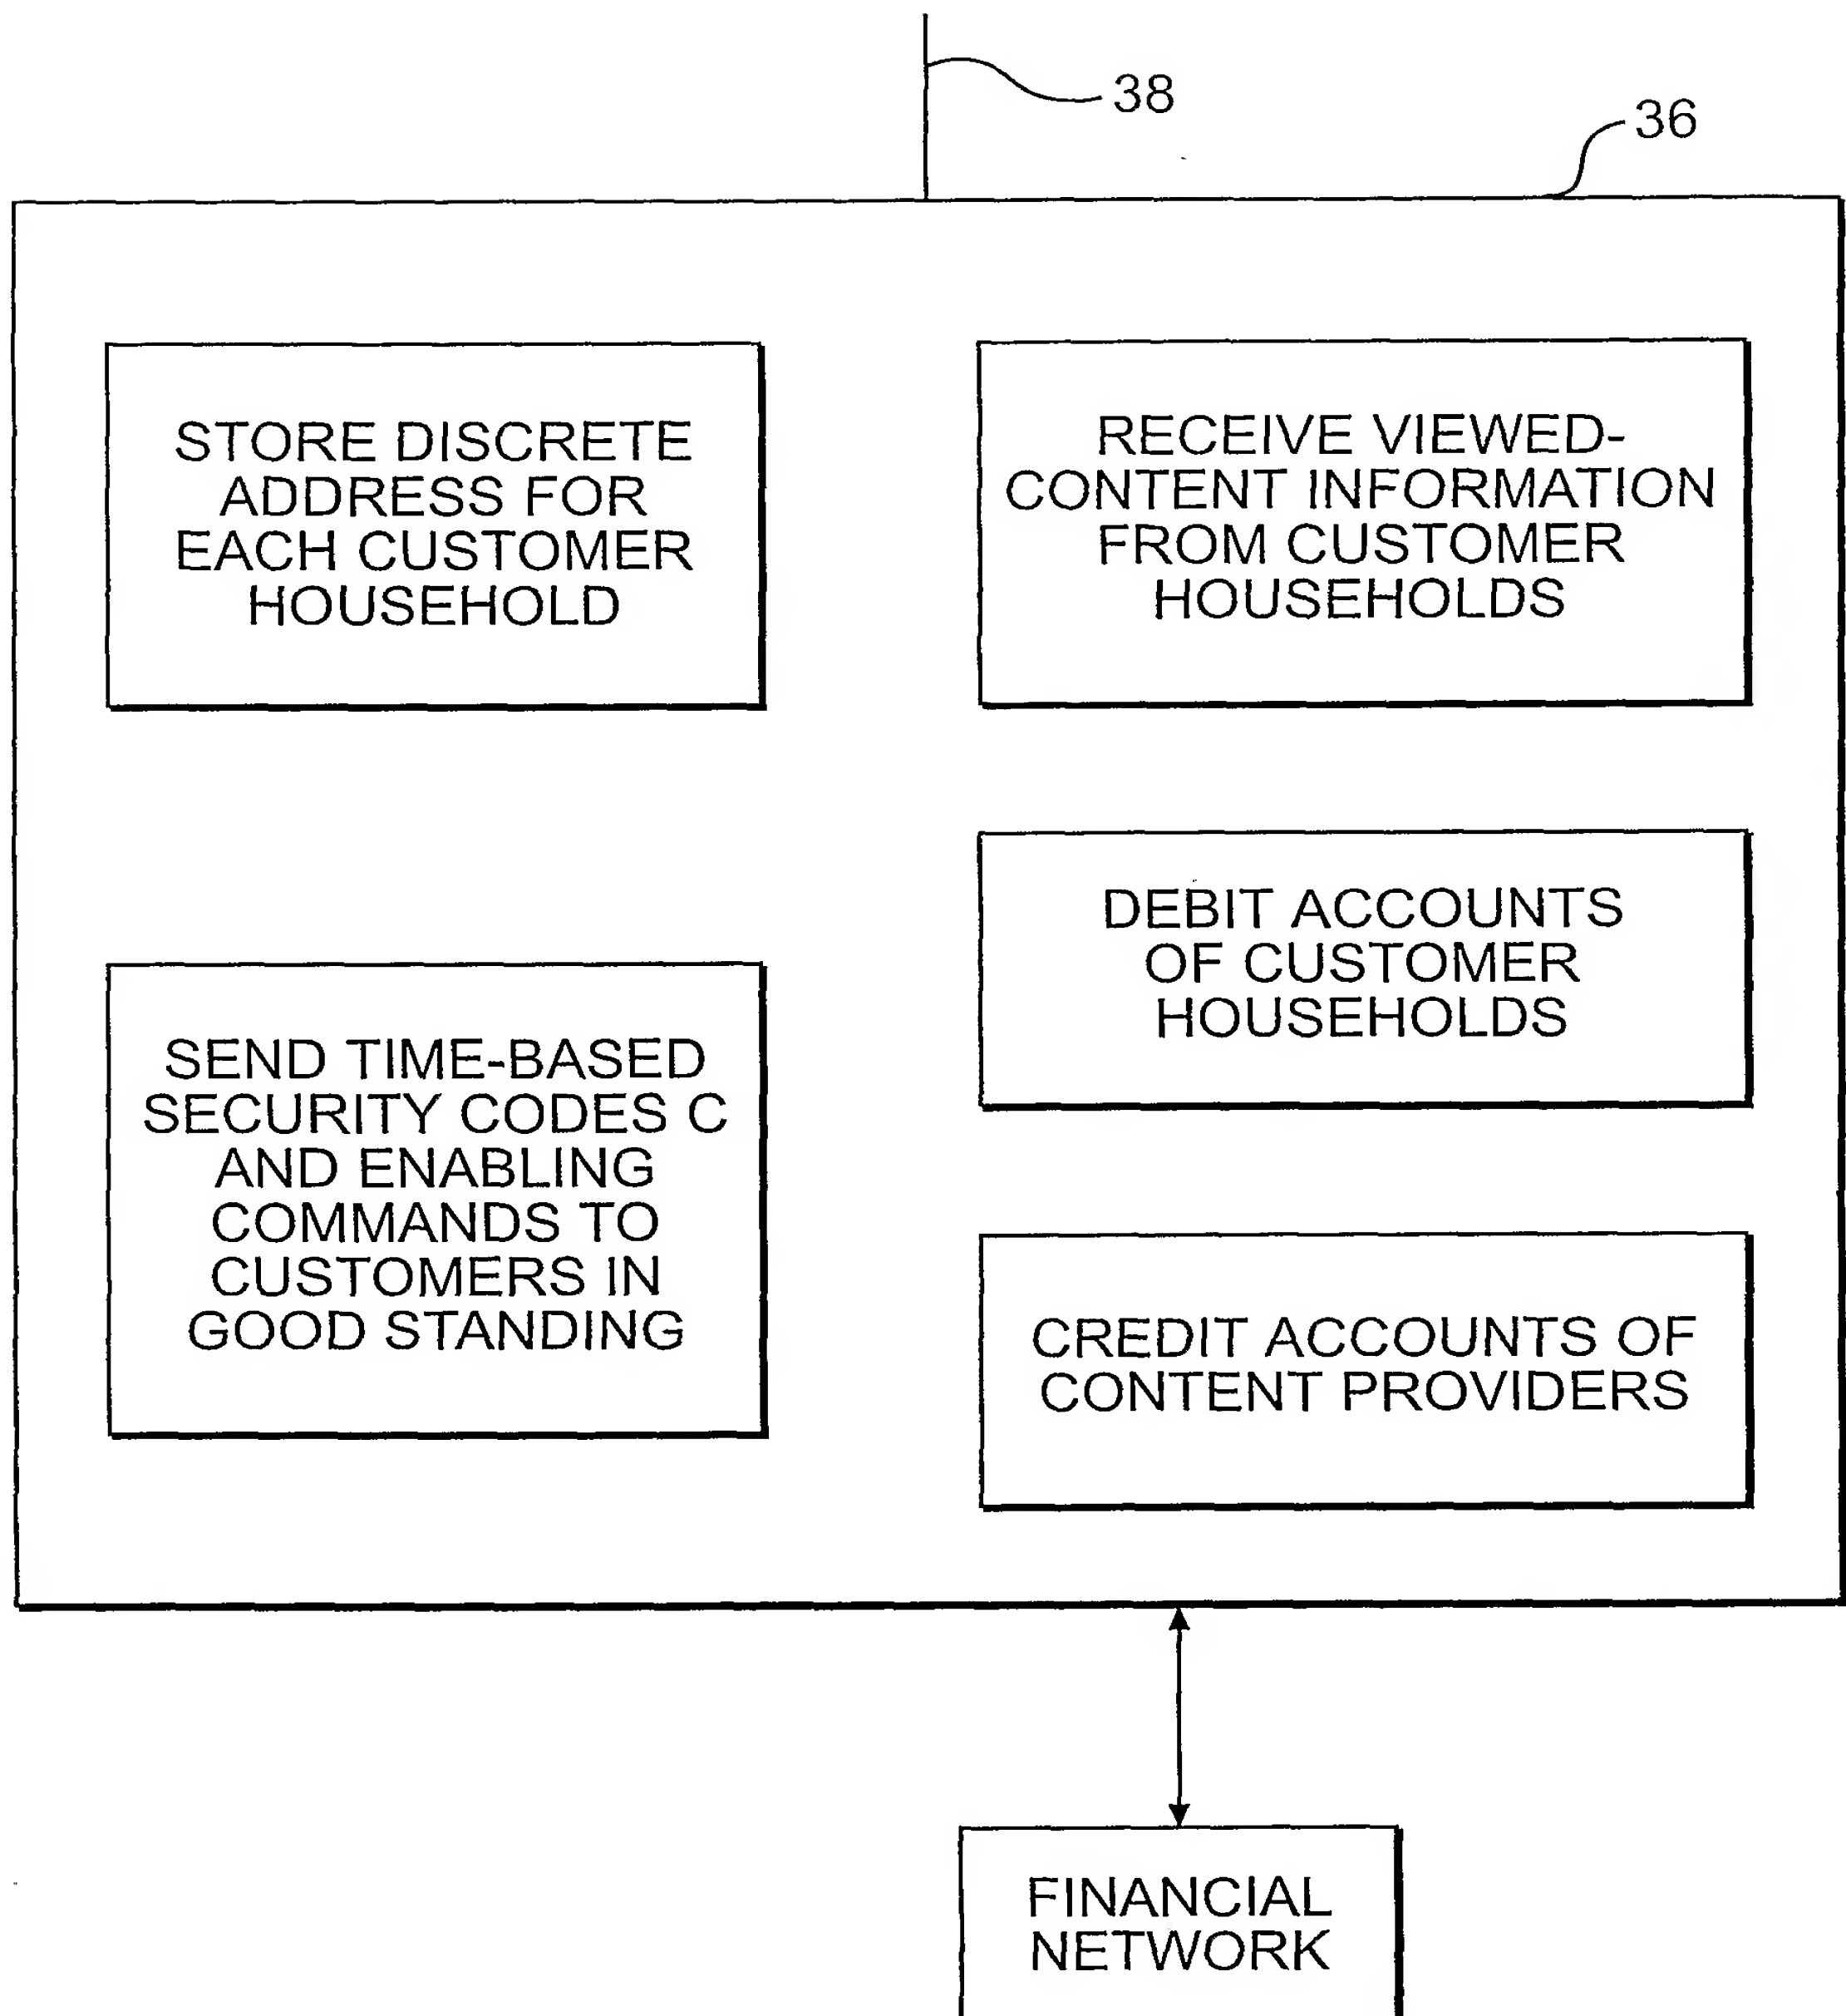 38
36
STORE DISCRETE
ADDRESS FOR
EACH CUSTOMER
HOUSEHOLD
RECEIVE VIEWED-
CONTENT INFORMATION
FROM CUSTOMER
HOUSEHOLDS
SEND TIME-BASED
SECURITY CODES C
AND ENABLING
COMMANDS TO
CUSTOMERS IN
GOOD STANDING
DEBIT ACCOUNTS
OF CUSTOMER
HOUSEHOLDS
CREDIT ACCOUNTS OF
CONTENT PROVIDERS
FINANCIAL
NETWORK